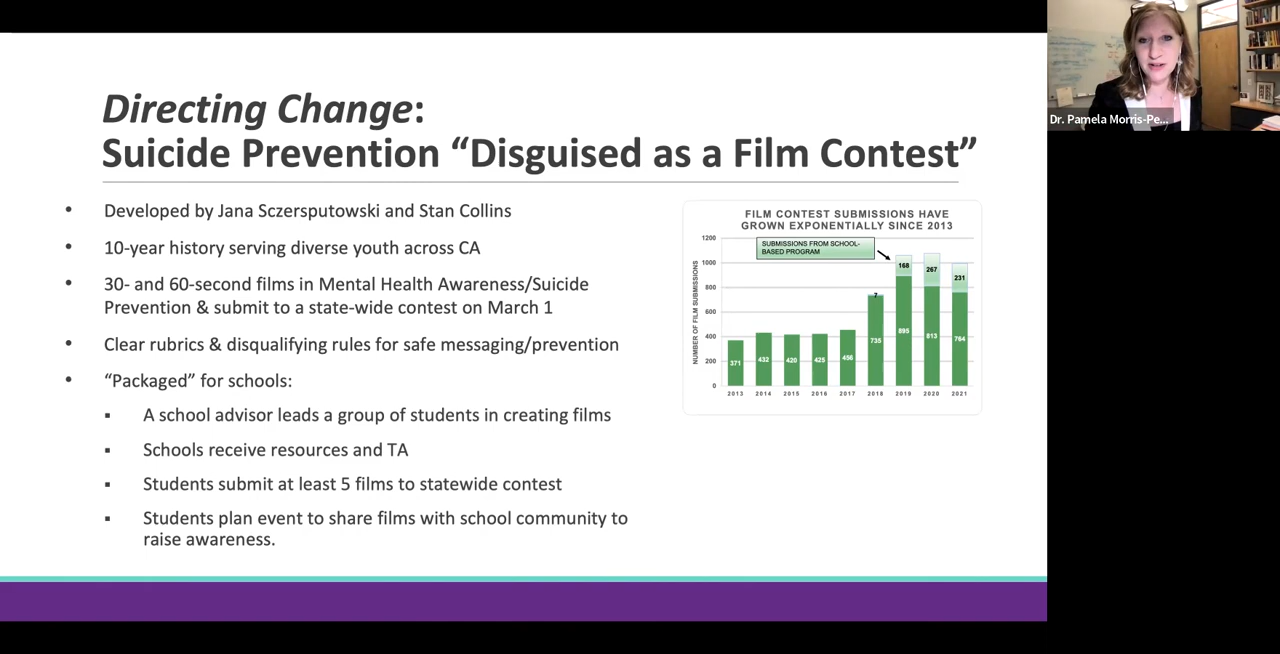 Directing Change:
Suicide Prevention “Disguised as a Film Contest”
• Developed by Jana Sczersputowski and Stan Collins
• 10-year history serving diverse youth across CA
• 30- and 60-second films in Mental Health Awareness/Suicide
Prevention & submit to a state-wide contest on March 1
• Clear rubrics & disqualifying rules for safe messaging/prevention
• “Packaged” for schools:
▪ A school advisor leads a group of students in creating films
▪ Schools receive resources and TA
▪ Students submit at least 5 films to statewide contest
▪ Students plan event to share films with school community to
raise awareness.
FILM CONTEST SUBMISSIONS HAVE
GROWN EXPONENTIALLY SINCE 2013
NUMBER OF FILM SUBMISSIONS
1200
1000
800
600
400
200
0
SUBMISSIONS FROM SCHOOL-
BASED PROGRAM
168
267
231
7
371
432
420
425
456
735
895
813
764
2013 2014 2015 2016 2017 2018 2019 2020 2021
Dr. Pamela Morris-Pe...